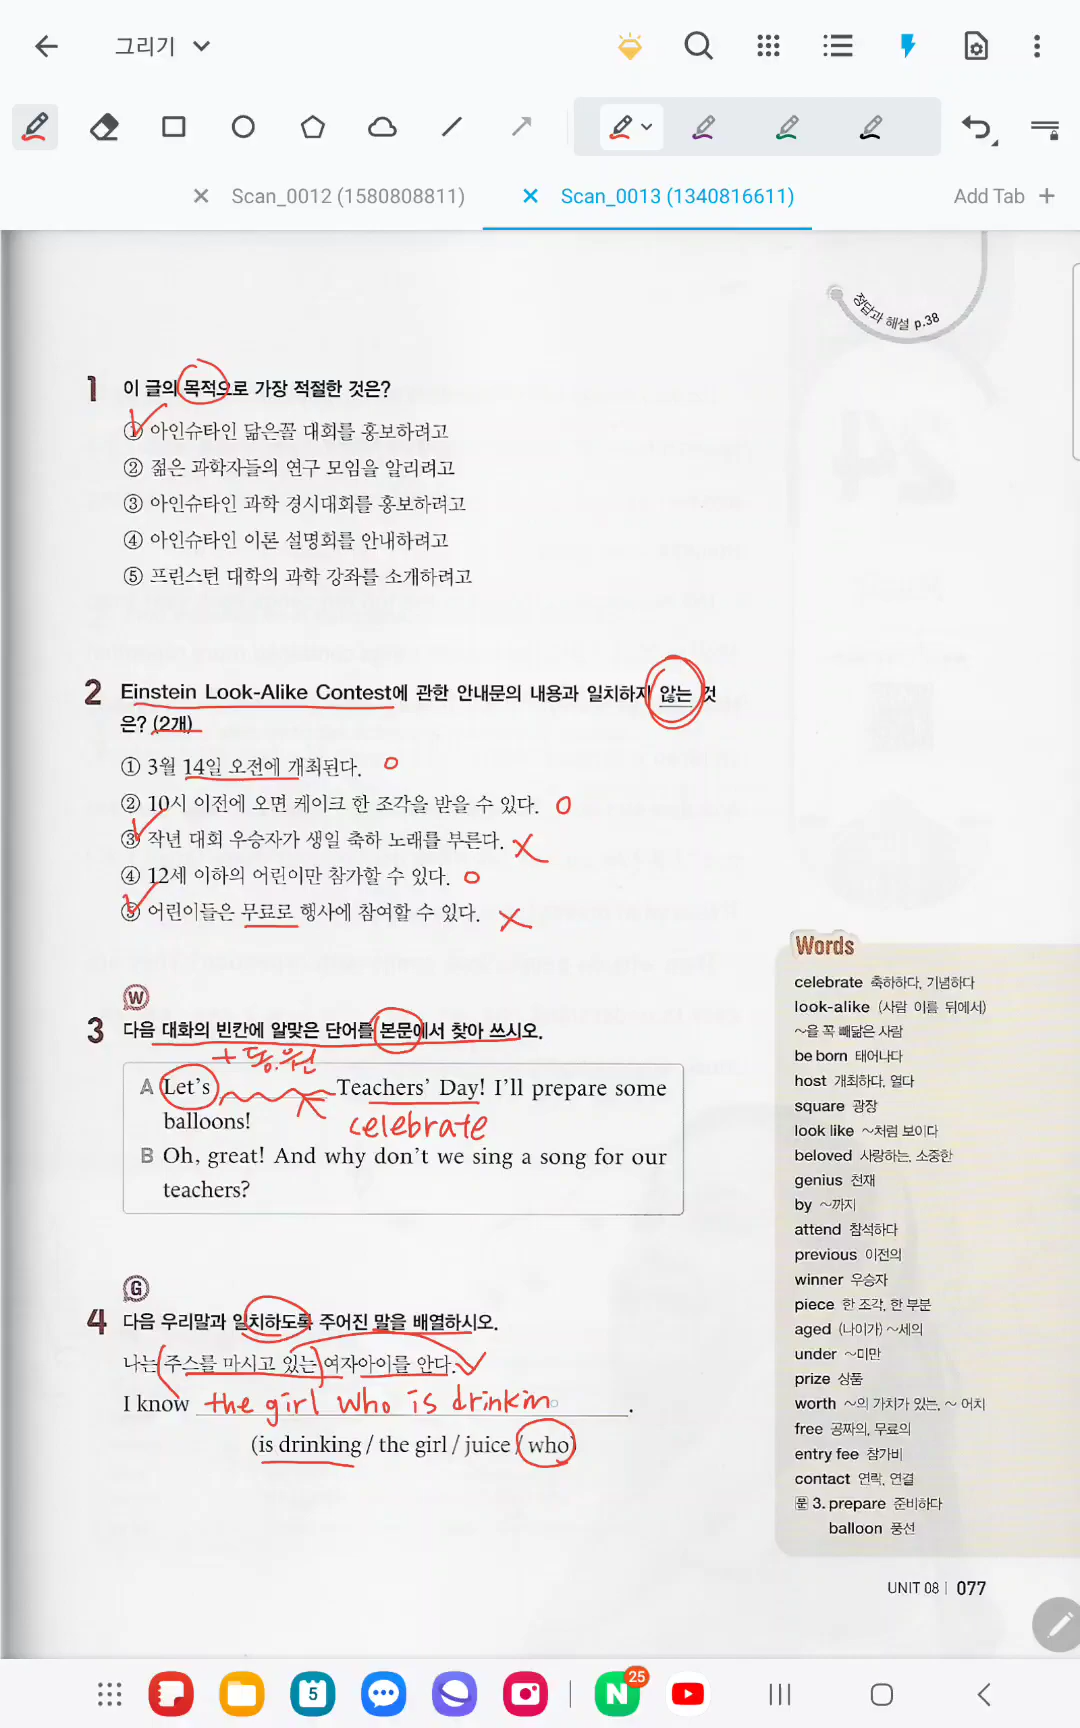 그리기
Scan_0012 (1580808811)
Scan_0013 (1340816611)
Add Tab
정답과 해설 p.38
1 이 글의 목적으로 가장 적절한 것은?
① 아인슈타인 닮은꼴 대회를 홍보하려고
② 젊은 과학자들의 연구 모임을 알리려고
③ 아인슈타인 과학 경시대회를 홍보하려고
④ 아인슈타인 이론 설명회를 안내하려고
⑤ 프린스턴 대학의 과학 강좌를 소개하려고
2 Einstein Look-Alike Contest에 관한 안내문의 내용과 일치하지 않는 것
은? (2개)
① 3월 14일 오전에 개최된다. O
② 10시 이전에 오면 케이크 한 조각을 받을 수 있다. O
③ 작년 대회 우승자가 생일 축하 노래를 부른다. X
④ 12세 이하의 어린이만 참가할 수 있다. O
⑤ 어린이들은 무료로 행사에 참여할 수 있다. X
W
3 다음 대화의 빈칸에 알맞은 단어를 본문에서 찾아 쓰시오.
+ 동.원
A Let's Teachers' Day! I'll prepare some
balloons! celebrate
B Oh, great! And why don't we sing a song for our
teachers?
G
4 다음 우리말과 일치하도록 주어진 말을 배열하시오.
나는 주스를 마시고 있는 여자아이를 안다.
I know the girl who is drinkin .
(is drinking / the girl / juice / who)
Words
celebrate 축하하다, 기념하다
look-alike (사람 이름 뒤에서)
~을 꼭 빼닮은 사람
be born 태어나다
host 개최하다, 열다
square 광장
look like ~처럼 보이다
beloved 사랑하는, 소중한
genius 천재
by ~까지
attend 참석하다
previous 이전의
winner 우승자
piece 한 조각, 한 부분
aged (나이가) ~세의
under ~미만
prize 상품
worth ~의 가치가 있는, ~ 어치
free 공짜의, 무료의
entry fee 참가비
contact 연락, 연결
문 3. prepare 준비하다
balloon 풍선
UNIT 08 | 077
5
N
25